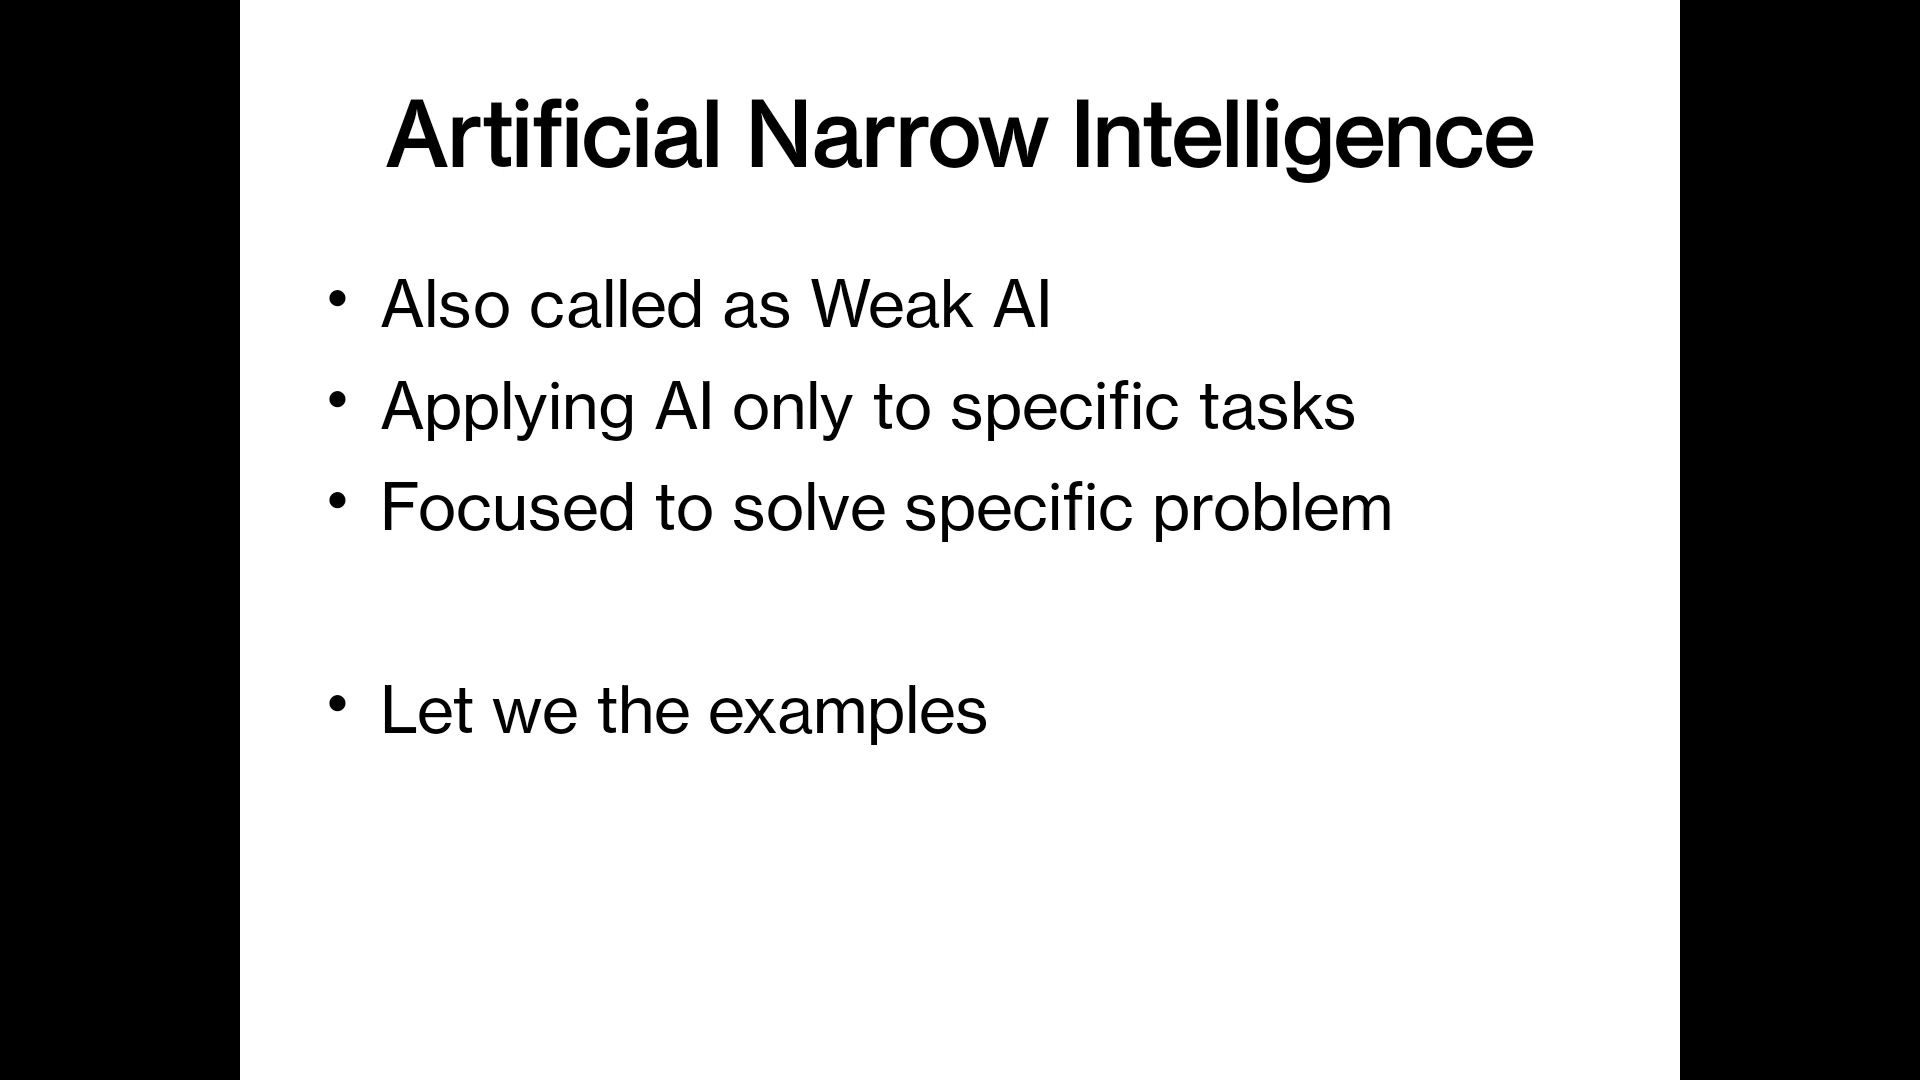 Artificial Narrow Intelligence
• Also called as Weak AI
• Applying AI only to specific tasks
• Focused to solve specific problem
• Let we the examples